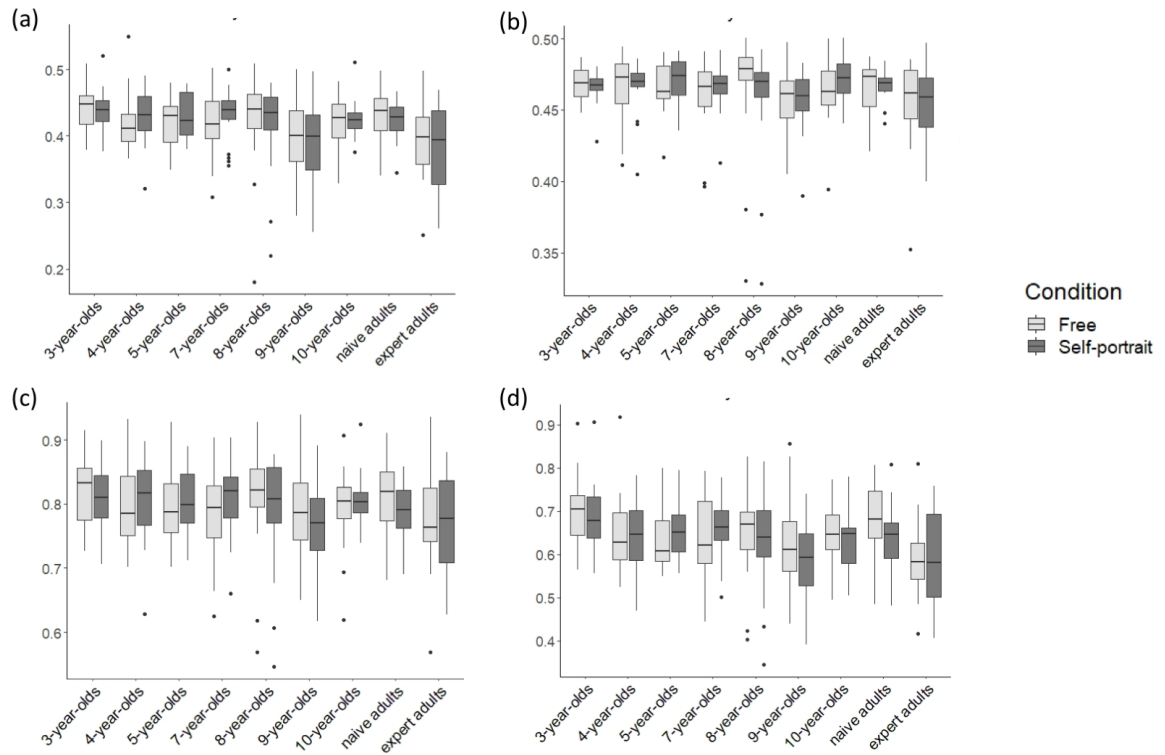 (a)
0.5
0.4
0.3
0.2
3-year-olds
4-year-olds
5-year-olds
7-year-olds
8-year-olds
9-year-olds
10-year-olds
naive adults
expert adults
(b)
0.50
0.45
0.40
0.35
3-year-olds
4-year-olds
5-year-olds
7-year-olds
8-year-olds
9-year-olds
10-year-olds
naive adults
expert adults
Condition
Free
Self-portrait
(c)
0.9
0.8
0.7
0.6
3-year-olds
4-year-olds
5-year-olds
7-year-olds
8-year-olds
9-year-olds
10-year-olds
naive adults
expert adults
(d)
0.9
0.8
0.7
0.6
0.5
0.4
3-year-olds
4-year-olds
5-year-olds
7-year-olds
8-year-olds
9-year-olds
10-year-olds
naive adults
expert adults